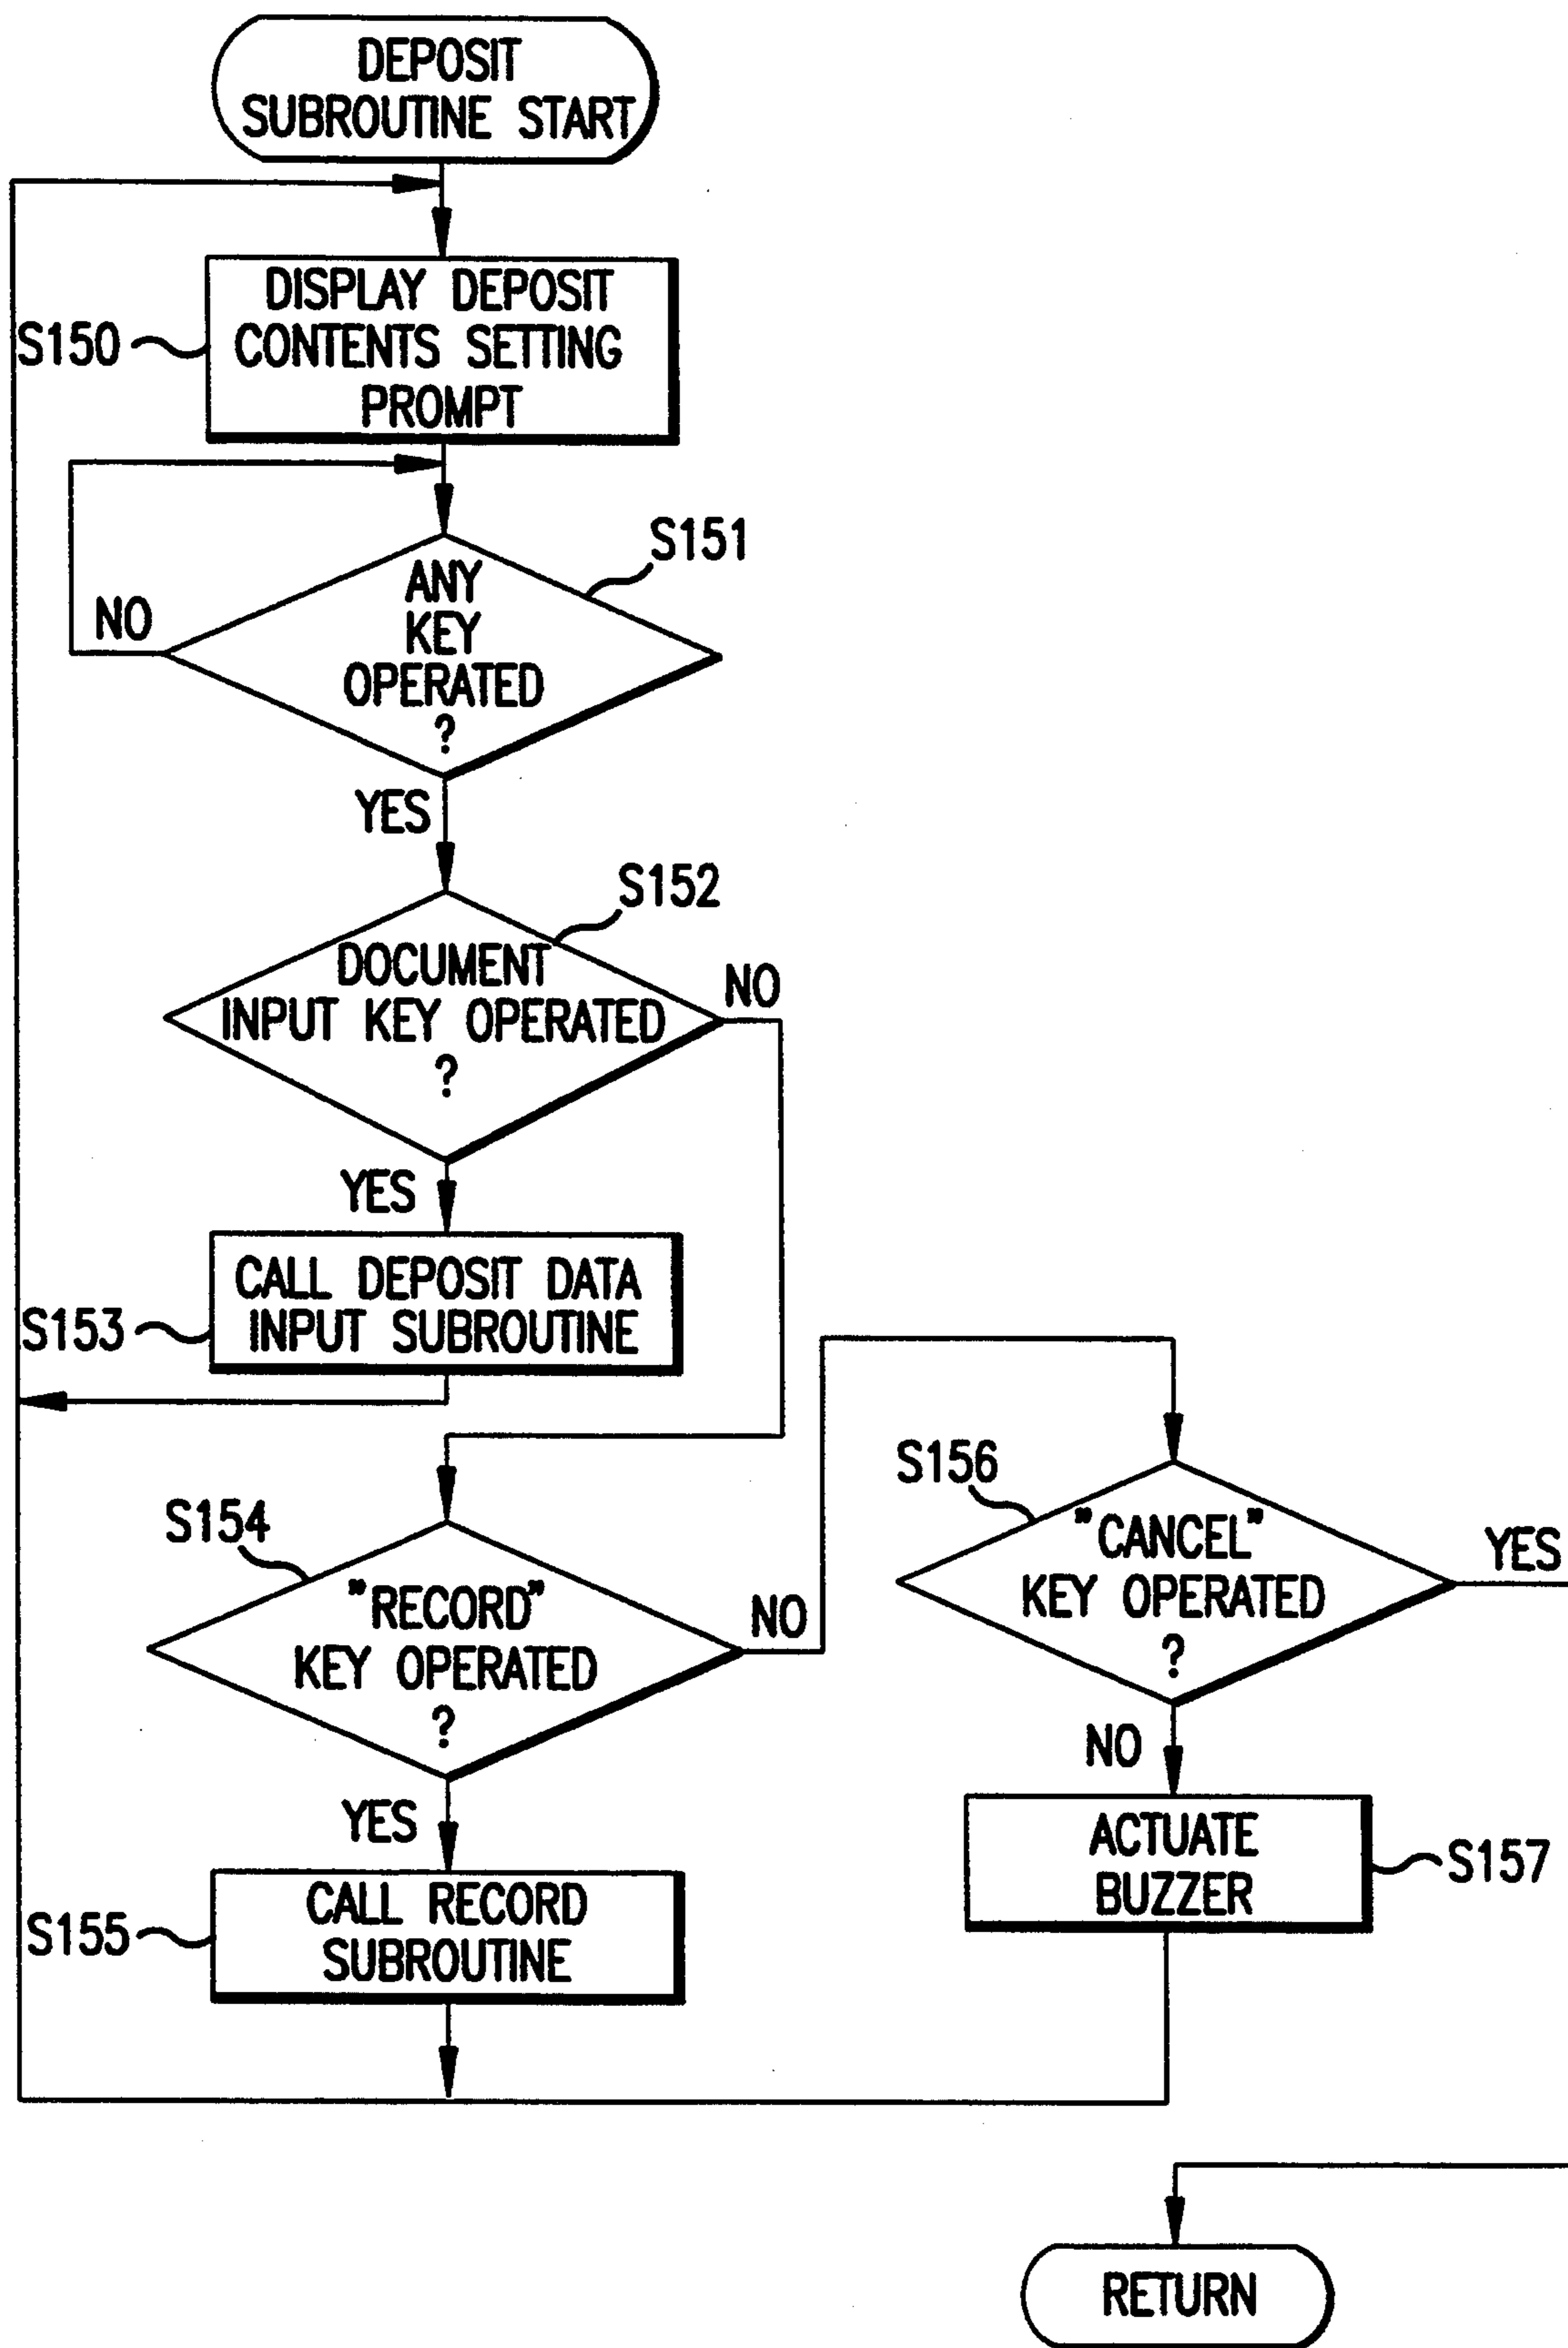 DEPOSIT
SUBROUTINE START
DISPLAY DEPOSIT
S150
CONTENTS SETTING
PROMPT
S151
ANY
NO
KEY
OPERATED
?
YES
S152
DOCUMENT
NO
INPUT KEY OPERATED
?
YES
CALL DEPOSIT DATA
S153
INPUT SUBROUTINE
S154
"RECORD"
NO
KEY OPERATED
?
YES
CALL RECORD
S155
SUBROUTINE
S156
"CANCEL"
YES
KEY OPERATED
?
NO
ACTUATE
S157
BUZZER
RETURN